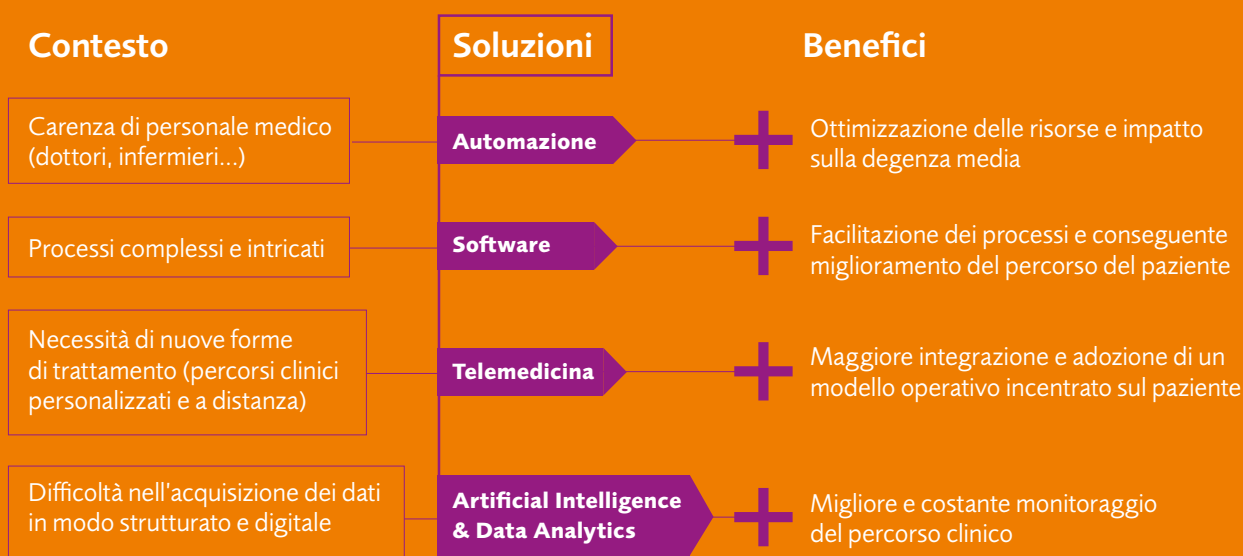 Contesto
Soluzioni
Benefici
Carenza di personale medico
(dottori, infermieri...)
Automazione
Ottimizzazione delle risorse e impatto
sulla degenza media
Processi complessi e intricati
Software
Facilitazione dei processi e conseguente
miglioramento del percorso del paziente
Necessità di nuove forme
di trattamento (percorsi clinici
personalizzati e a distanza)
Telemedicina
Maggiore integrazione e adozione di un
modello operativo incentrato sul paziente
Difficoltà nell'acquisizione dei dati
in modo strutturato e digitale
Artificial Intelligence
& Data Analytics
Migliore e costante monitoraggio
del percorso clinico